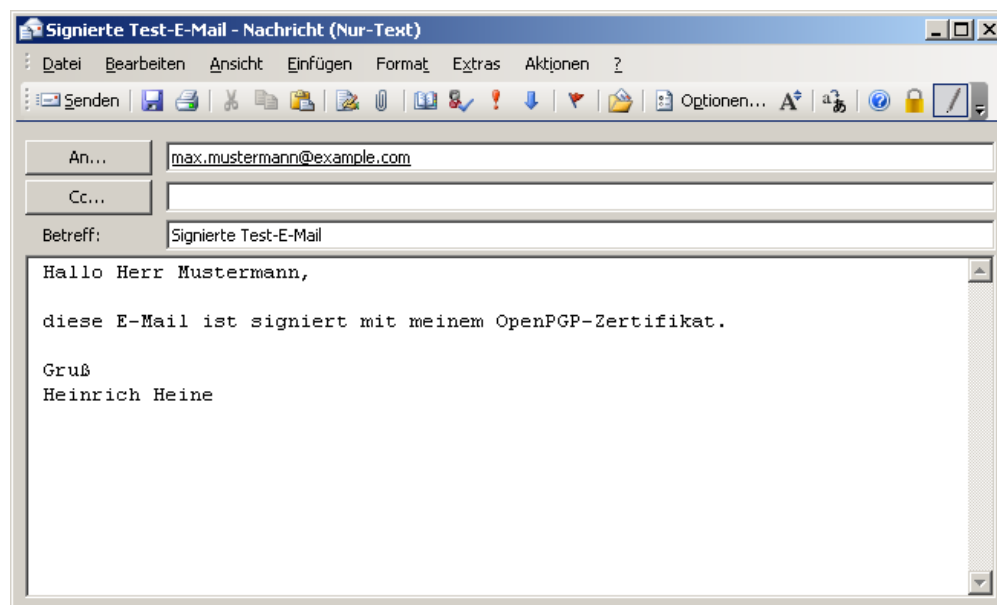 Signierte Test-E-Mail - Nachricht (Nur-Text)
Datei Bearbeiten Ansicht Einfügen Format Extras Aktionen ?
Senden Optionen...
An... max.mustermann@example.com
Cc...
Betreff: Signierte Test-E-Mail
Hallo Herr Mustermann,
diese E-Mail ist signiert mit meinem OpenPGP-Zertifikat.
Gruß
Heinrich Heine